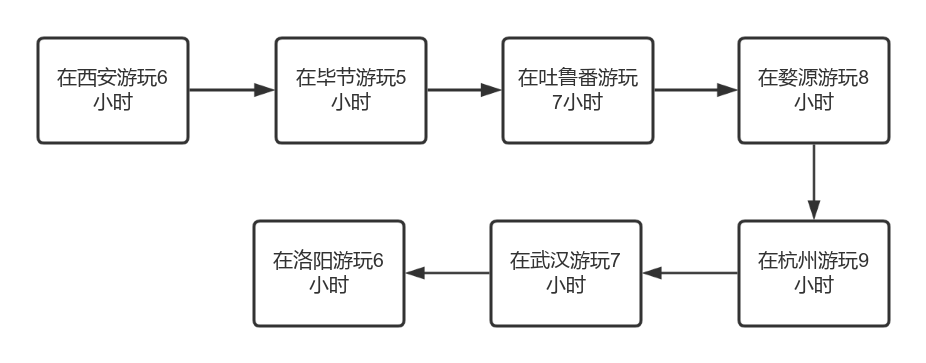 在西安游玩6
小时
在毕节游玩5
小时
在吐鲁番游玩
7小时
在婺源游玩8
小时
在杭州游玩9
小时
在武汉游玩7
小时
在洛阳游玩6
小时